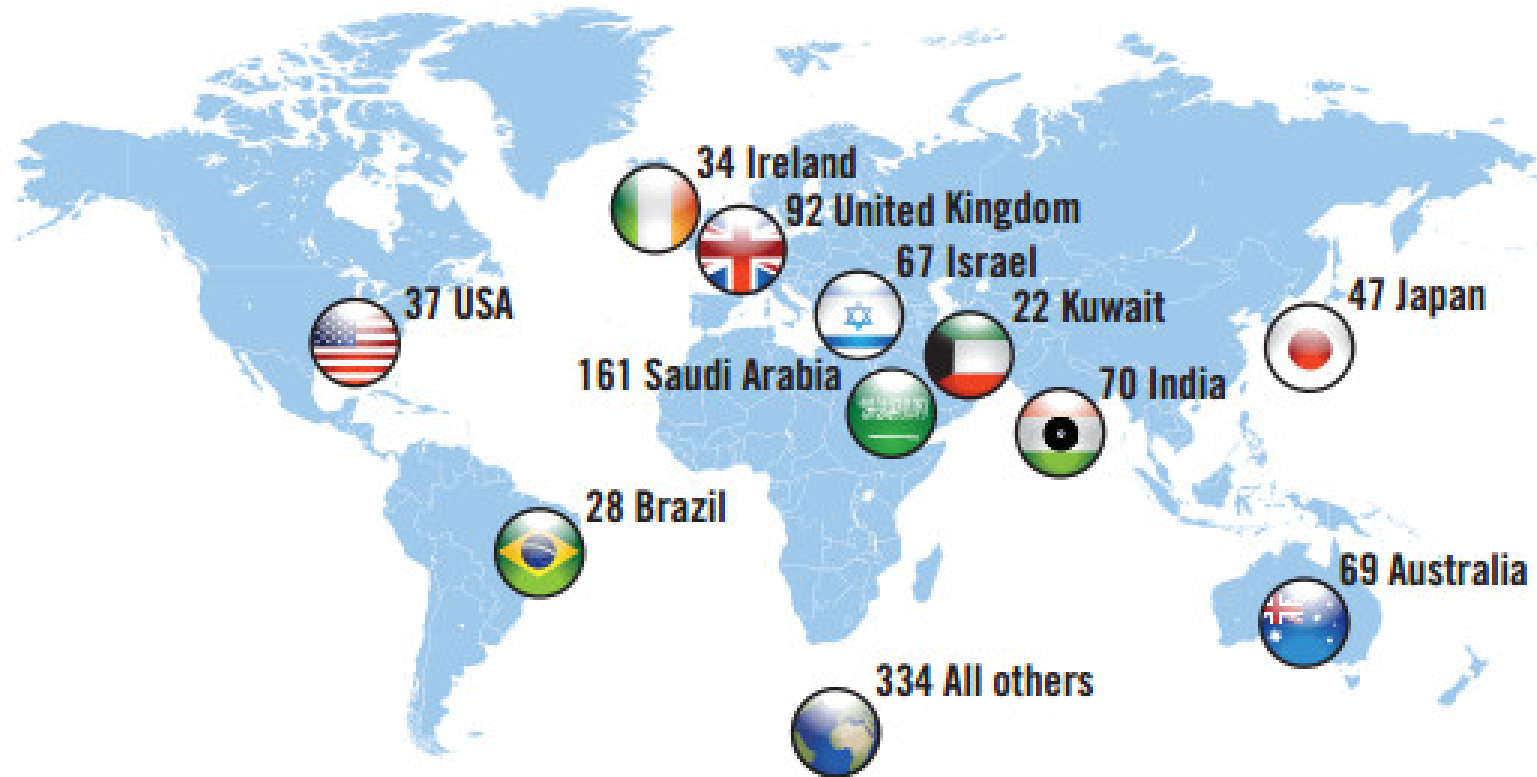 34 Ireland
92 United Kingdom
67 Israel
37 USA
22 Kuwait
47 Japan
161 Saudi Arabia
70 India
28 Brazil
69 Australia
334 All others